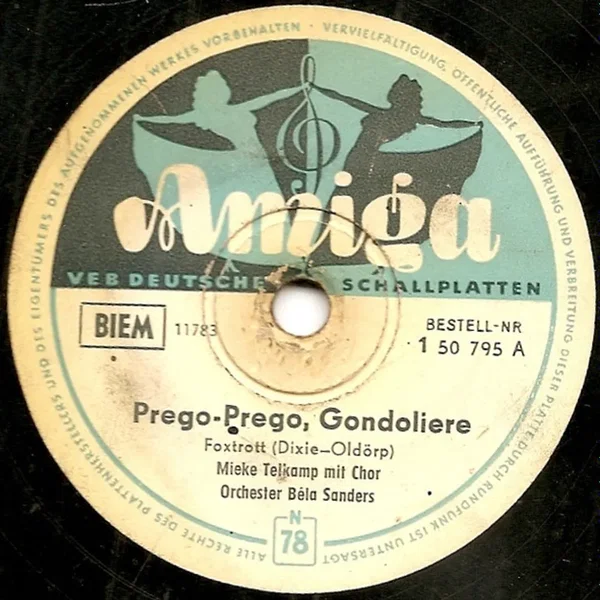 ALLE RECHTE DES PLATTENHERSTELLERS UND DES EIGENTÜMERS DES AUFGENOMMENEN WERKES VORBEHALTEN · VERVIELFÄLTIGUNG, ÖFFENTLICHE AUFFÜHRUNG UND VERBREITUNG DIESER PLATTE DURCH RUNDFUNK IST UNTERSAGT
Amiga
VEB DEUTSCHE SCHALLPLATTEN
BIEM 11783
BESTELL-NR
1 50 795 A
Prego-Prego, Gondoliere
Foxtrott (Dixie–Oldörp)
Mieke Telkamp mit Chor
Orchester Béla Sanders
N
78